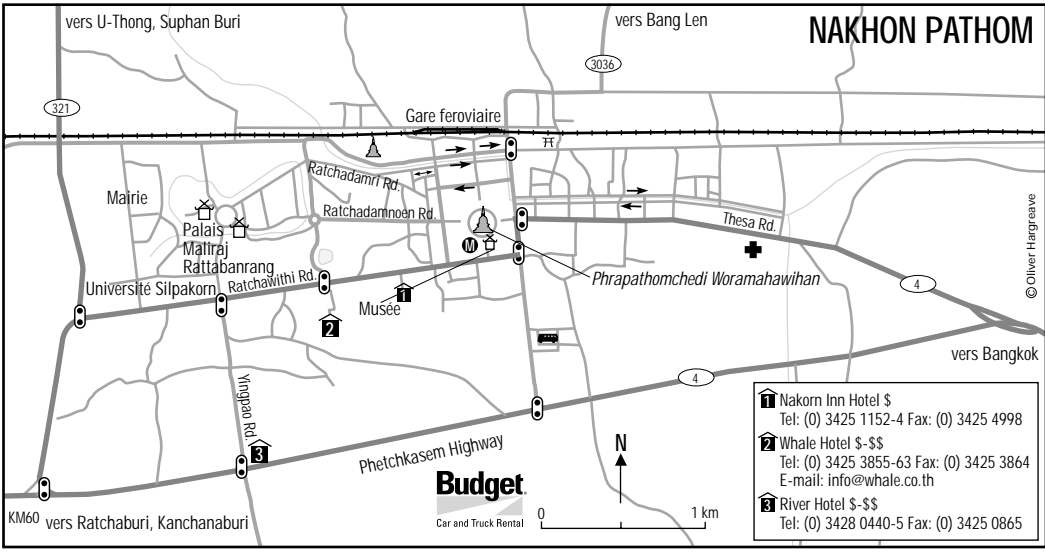 vers U-Thong, Suphan Buri
vers Bang Len
NAKHON PATHOM
3036
321
Gare feroviaire
Ratchadamri Rd.
Mairie
Ratchadamnoen Rd.
Thesa Rd.
Palais
Maliraj
Rattabanrang
M
Phrapathomchedi Woramahawihan
© Oliver Hargreave
Université Silpakorn
Ratchawithi Rd.
Musée
1
2
4
vers Bangkok
4
Yingpao Rd.
3
Phetchkasem Highway
N
Budget
Car and Truck Rental
0
1 km
KM60
vers Ratchaburi, Kanchanaburi
1 Nakorn Inn Hotel $
Tel: (0) 3425 1152-4 Fax: (0) 3425 4998
2 Whale Hotel $-$$
Tel: (0) 3425 3855-63 Fax: (0) 3425 3864
E-mail: info@whale.co.th
3 River Hotel $-$$
Tel: (0) 3428 0440-5 Fax: (0) 3425 0865